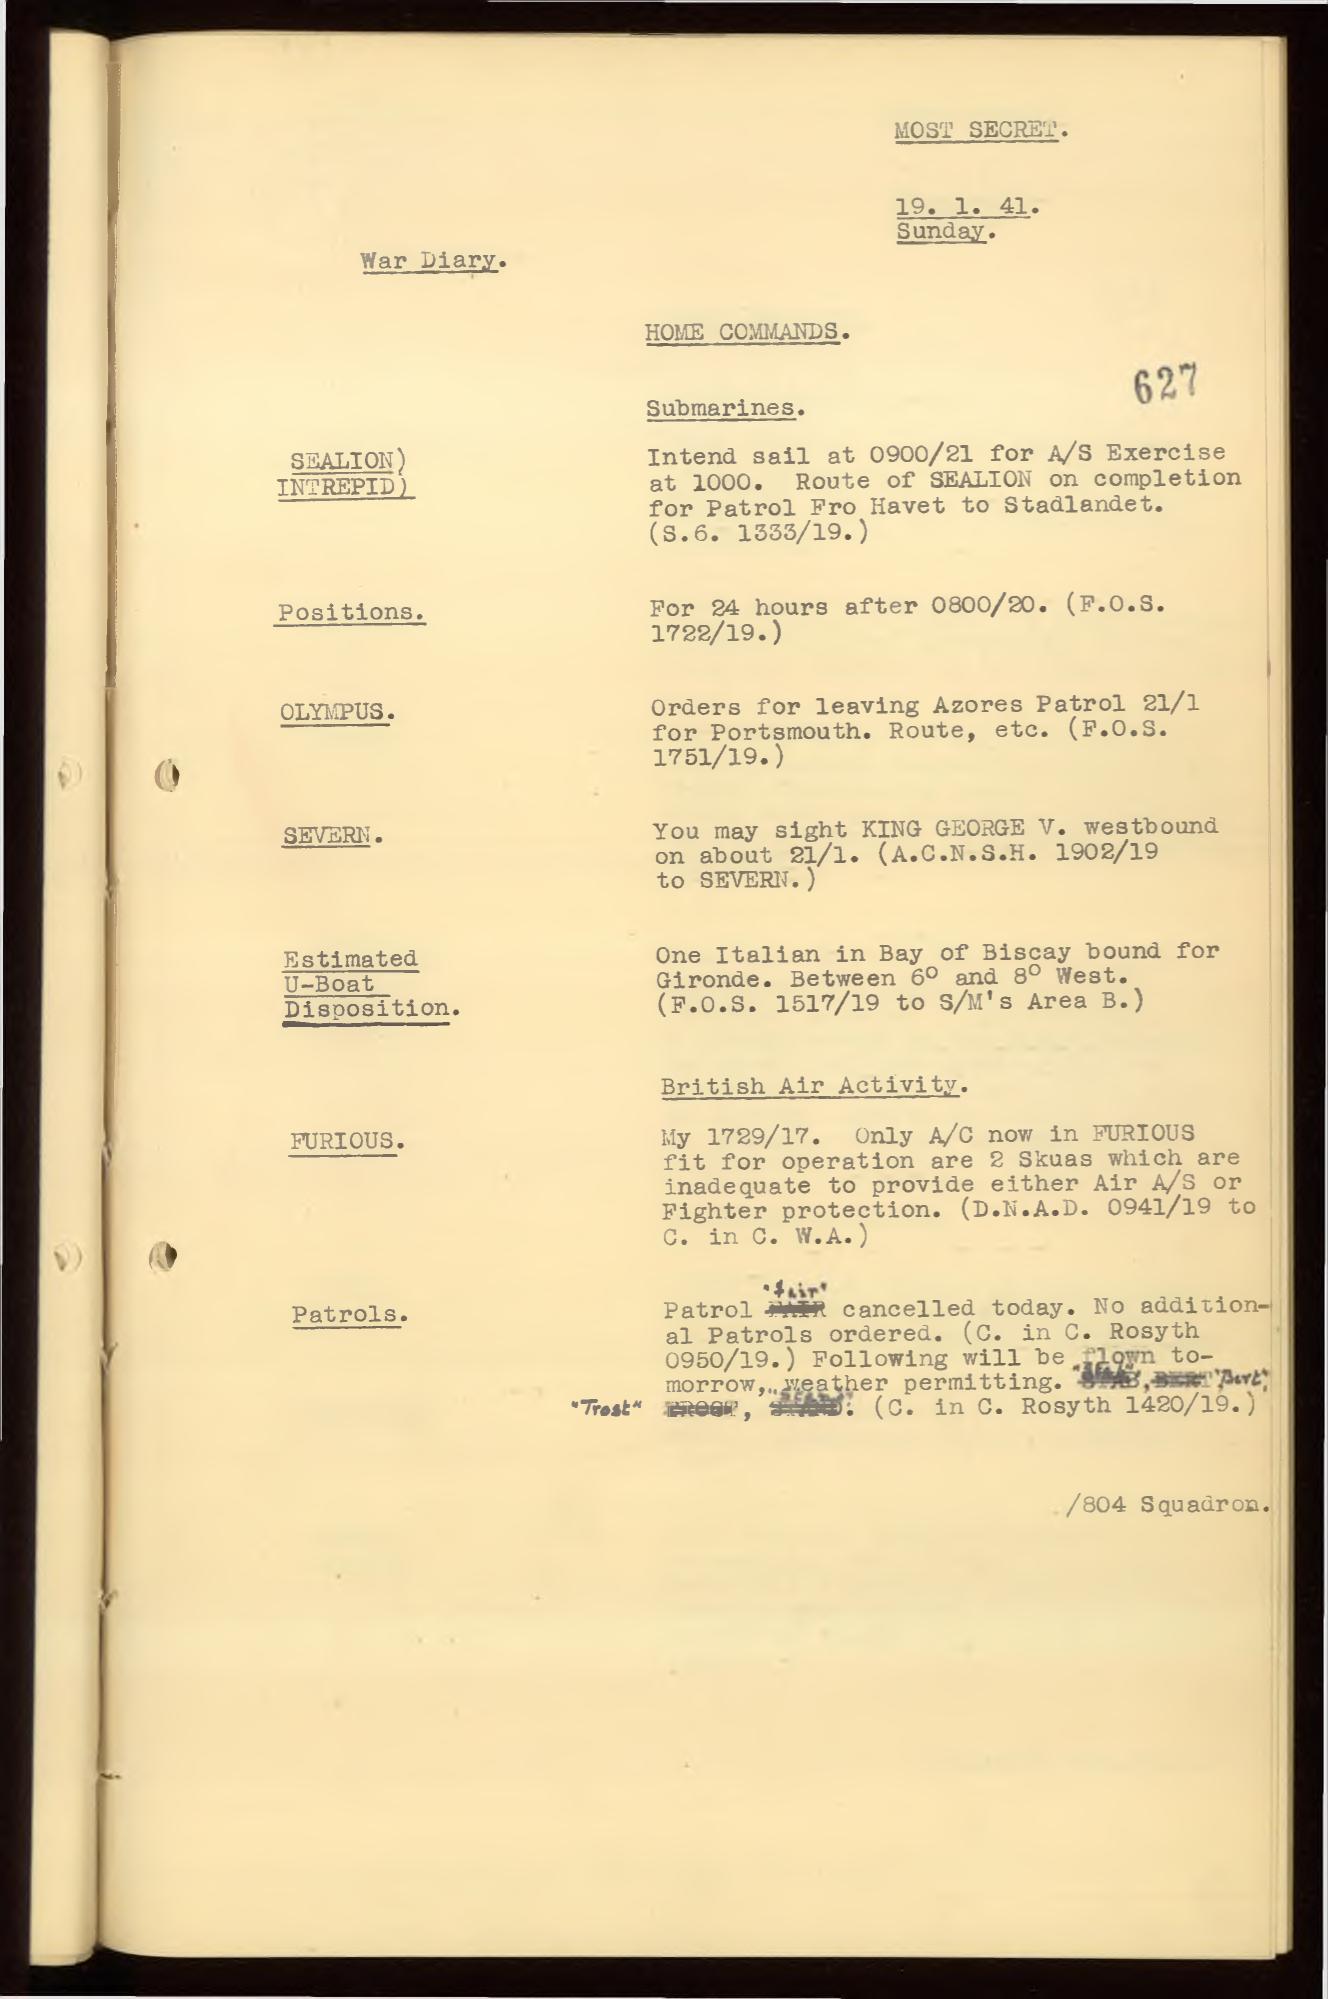 MOST SECRET.
19. 1. 41.
Sunday.
War Diary.
HOME COMMANDS.
627
Submarines.
SEALION)
INTREPID)
Intend sail at 0900/21 for A/S Exercise
at 1000. Route of SEALION on completion
for Patrol Fro Havet to Stadlandet.
(S.6. 1333/19.)
Positions.
For 24 hours after 0800/20. (F.O.S.
1722/19.)
OLYMPUS.
Orders for leaving Azores Patrol 21/1
for Portsmouth. Route, etc. (F.O.S.
1751/19.)
SEVERN.
You may sight KING GEORGE V. westbound
on about 21/1. (A.C.N.S.H. 1902/19
to SEVERN.)
Estimated
U-Boat
Disposition.
One Italian in Bay of Biscay bound for
Gironde. Between 6° and 8° West.
(F.O.S. 1517/19 to S/M's Area B.)
British Air Activity.
FURIOUS.
My 1729/17. Only A/C now in FURIOUS
fit for operation are 2 Skuas which are
inadequate to provide either Air A/S or
Fighter protection. (D.N.A.D. 0941/19 to
C. in C. W.A.)
Patrols.
"Fair"
Patrol FAIR cancelled today. No addition-
al Patrols ordered. (C. in C. Rosyth
0950/19.) Following will be flown to-
morrow, weather permitting. BERT, "Bert",
"Trost" , . (C. in C. Rosyth 1420/19.)
/804 Squadron.